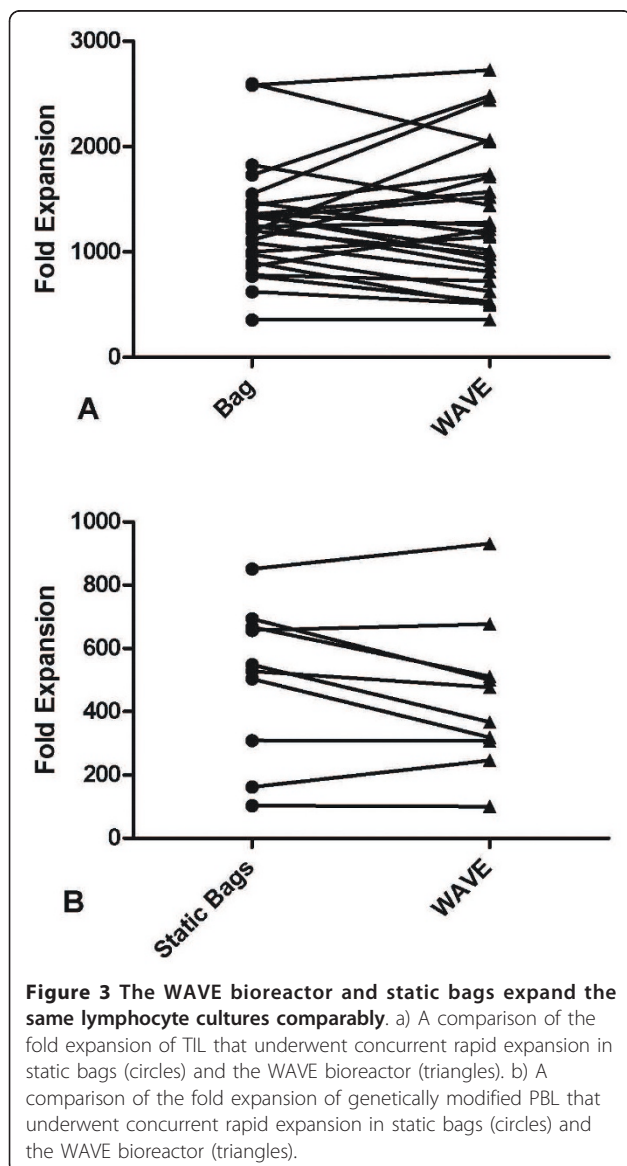 3000
2000
1000
0
Fold Expansion
A
Bag
WAVE
1000
800
600
400
200
0
Fold Expansion
B
Static Bags
WAVE
Figure 3 The WAVE bioreactor and static bags expand the
same lymphocyte cultures comparably. a) A comparison of the
fold expansion of TIL that underwent concurrent rapid expansion in
static bags (circles) and the WAVE bioreactor (triangles). b) A
comparison of the fold expansion of genetically modified PBL that
underwent concurrent rapid expansion in static bags (circles) and
the WAVE bioreactor (triangles).